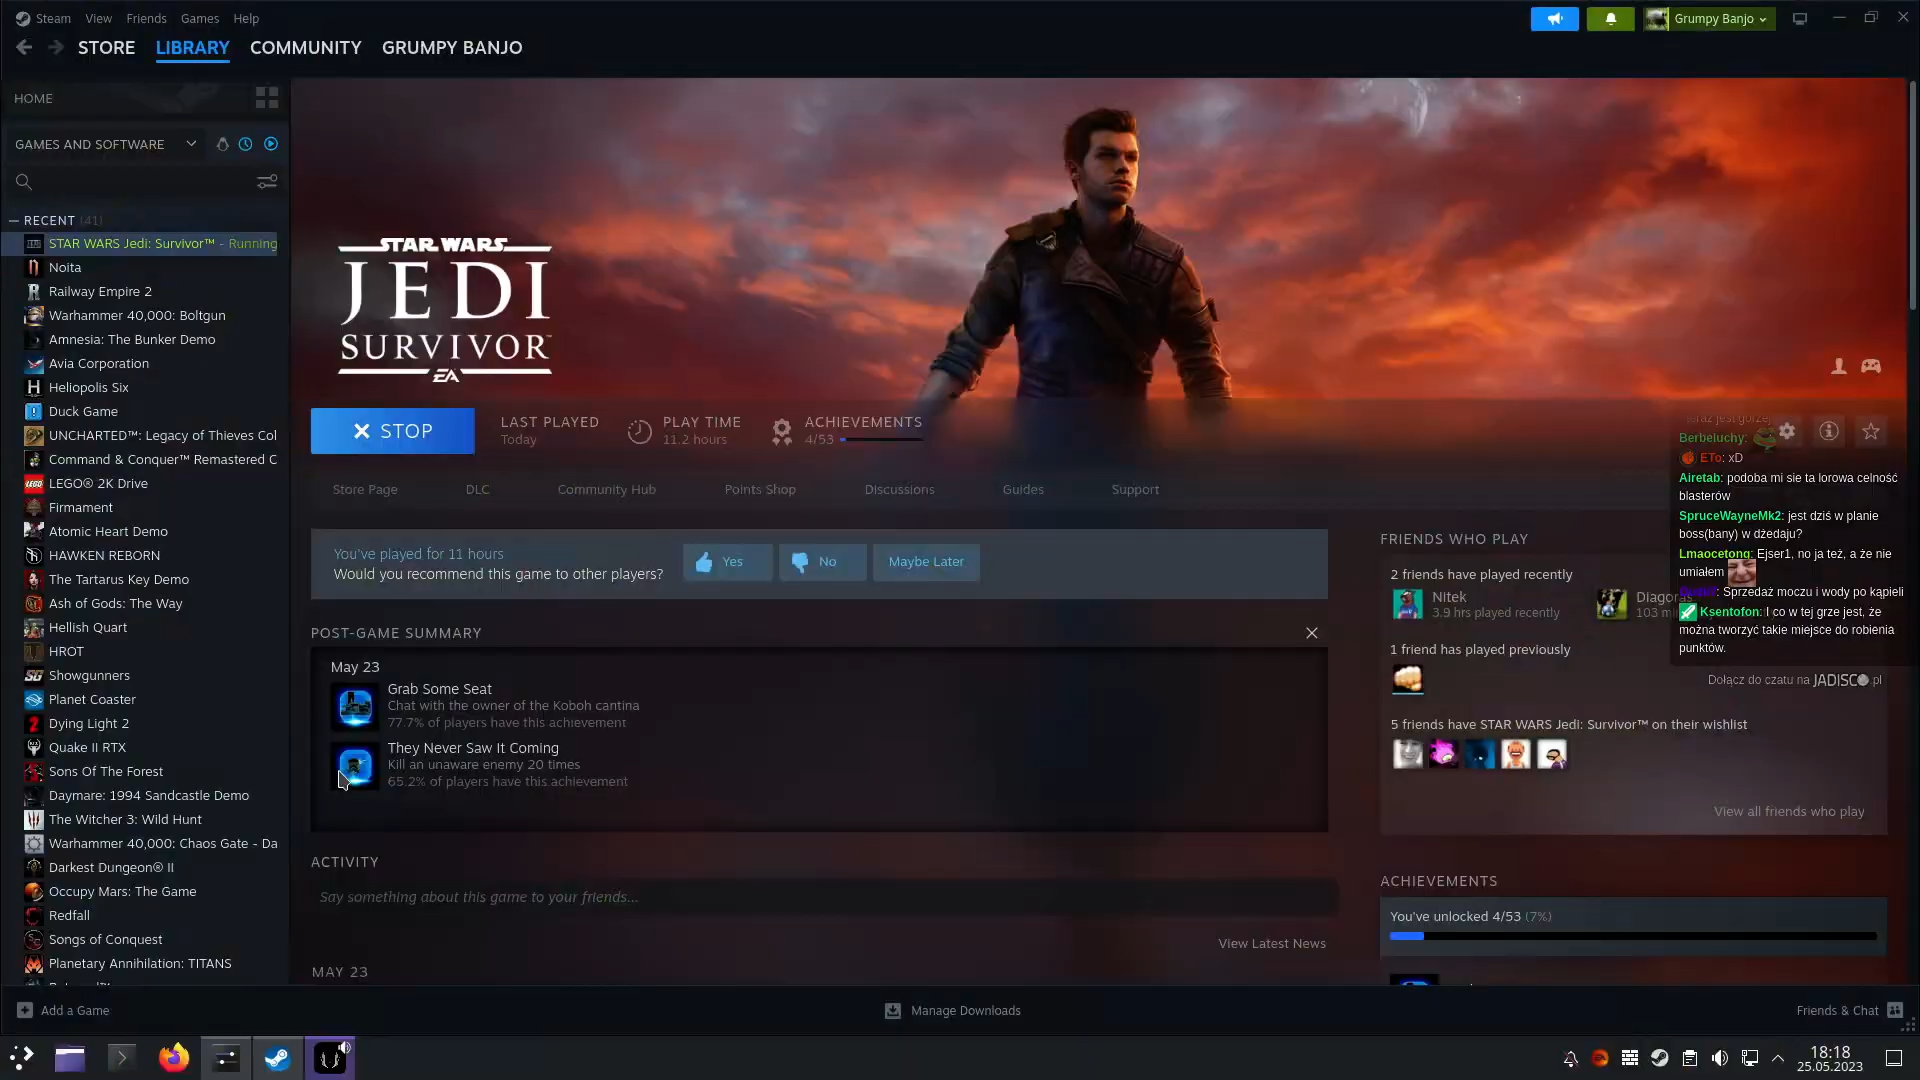 Steam View Friends Games Help
Grumpy Banjo
STORE LIBRARY COMMUNITY GRUMPY BANJO
HOME
GAMES AND SOFTWARE
RECENT (41)
STAR WARS Jedi: Survivor™ - Running
Noita
Railway Empire 2
Warhammer 40,000: Boltgun
Amnesia: The Bunker Demo
Avia Corporation
Heliopolis Six
Duck Game
UNCHARTED™: Legacy of Thieves Col
Command & Conquer™ Remastered C
LEGO® 2K Drive
Firmament
Atomic Heart Demo
HAWKEN REBORN
The Tartarus Key Demo
Ash of Gods: The Way
Hellish Quart
HROT
Showgunners
Planet Coaster
Dying Light 2
Quake II RTX
Sons Of The Forest
Daymare: 1994 Sandcastle Demo
The Witcher 3: Wild Hunt
Warhammer 40,000: Chaos Gate - Da
Darkest Dungeon® II
Occupy Mars: The Game
Redfall
Songs of Conquest
Planetary Annihilation: TITANS
STAR WARS
JEDI
SURVIVOR™
EA
STOP
LAST PLAYED
Today
PLAY TIME
11.2 hours
ACHIEVEMENTS
4/53
Store Page DLC Community Hub Points Shop Discussions Guides Support
You've played for 11 hours
Would you recommend this game to other players?
Yes No Maybe Later
POST-GAME SUMMARY
May 23
Grab Some Seat
Chat with the owner of the Koboh cantina
77.7% of players have this achievement
They Never Saw It Coming
Kill an unaware enemy 20 times
65.2% of players have this achievement
ACTIVITY
Say something about this game to your friends...
View Latest News
MAY 23
raz jest gorzej
Berbeluchy:
ETo: xD
Airetab: podoba mi sie ta lorowa celność
blasterów
SpruceWayneMk2: jest dziś w planie
boss(bany) w dżedaju?
Lmaocetong: Ejser1, no ja też, a że nie
umiałem
: Sprzedaż moczu i wody po kąpieli
Ksentofon: I co w tej grze jest, że
można tworzyć takie miejsce do robienia
punktów.
Dołącz do czatu na JADISCO.pl
FRIENDS WHO PLAY
2 friends have played recently
Nitek
3.9 hrs played recently
Diagoras
103 min
1 friend has played previously
5 friends have STAR WARS Jedi: Survivor™ on their wishlist
View all friends who play
ACHIEVEMENTS
You've unlocked 4/53 (7%)
Add a Game
Manage Downloads
Friends & Chat
18:18
25.05.2023